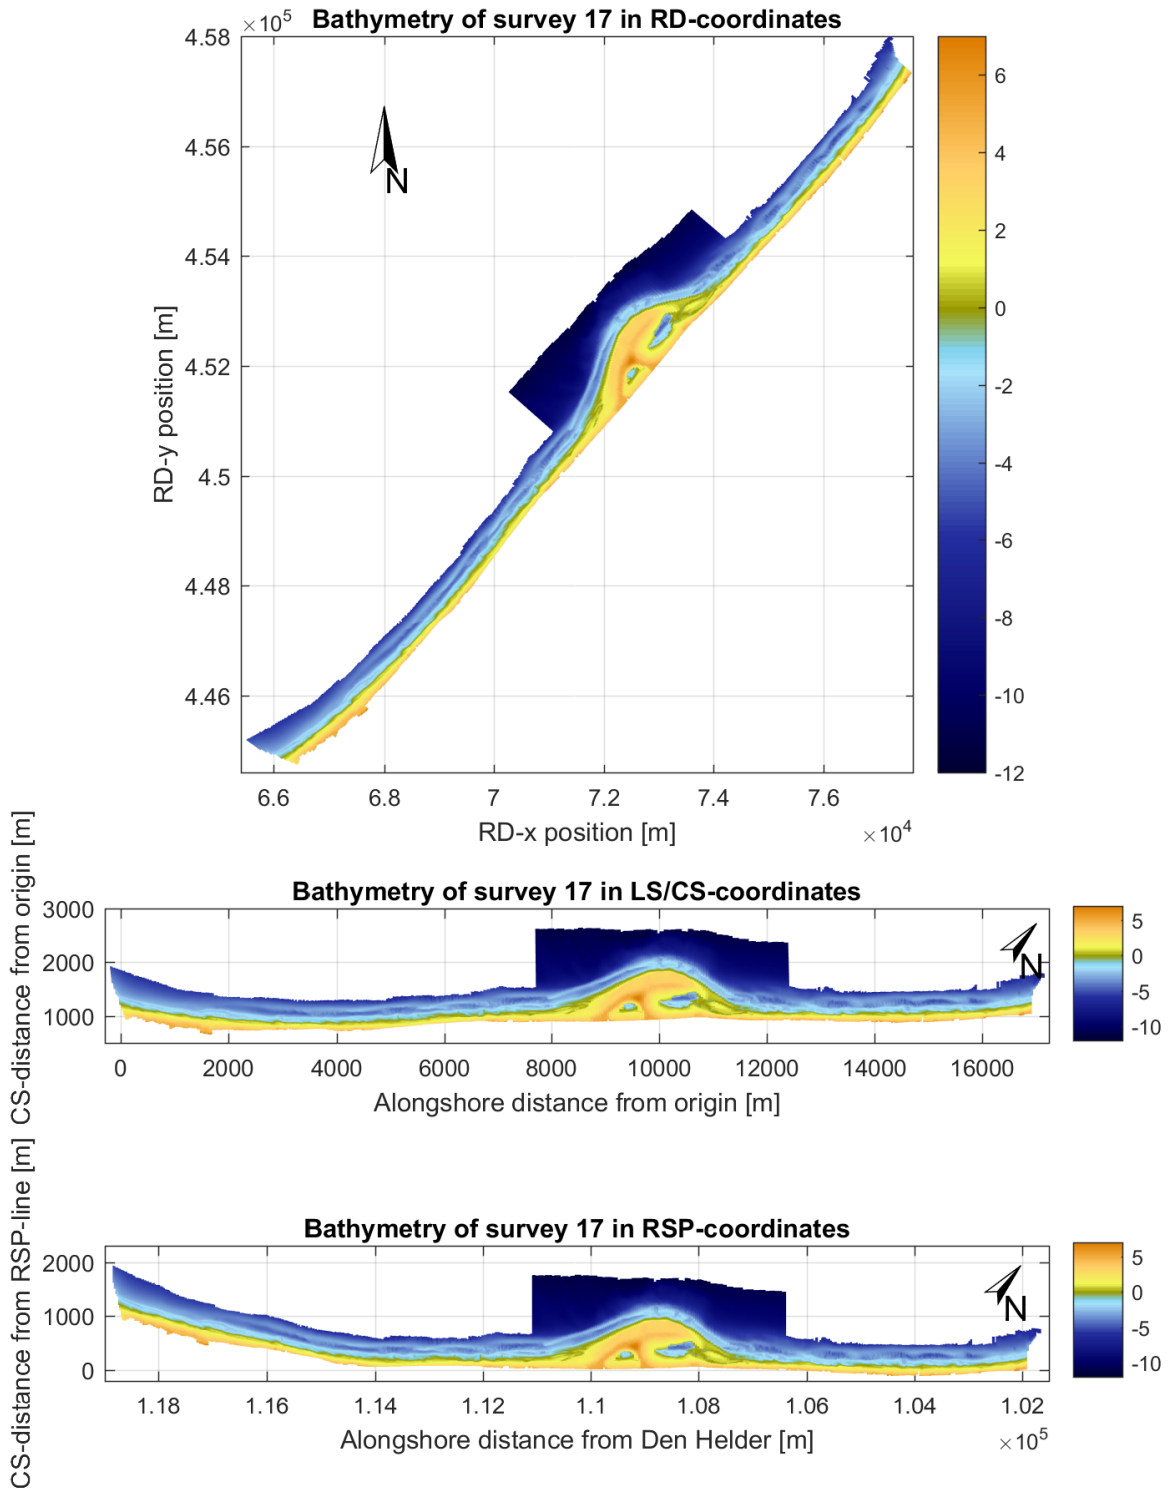 Bathymetry of survey 17 in RD-coordinates
×10⁵
4.58
4.56
4.54
4.52
4.5
4.48
4.46
RD-y position [m]
N
6
4
2
0
-2
-4
-6
-8
-10
-12
6.6 6.8 7 7.2 7.4 7.6
RD-x position [m]
×10⁴
Bathymetry of survey 17 in LS/CS-coordinates
CS-distance from origin [m]
3000
2000
1000
N
5
0
-5
-10
0 2000 4000 6000 8000 10000 12000 14000 16000
Alongshore distance from origin [m]
Bathymetry of survey 17 in RSP-coordinates
CS-distance from RSP-line [m]
2000
1000
0
N
5
0
-5
-10
1.18 1.16 1.14 1.12 1.1 1.08 1.06 1.04 1.02
Alongshore distance from Den Helder [m]
×10⁵